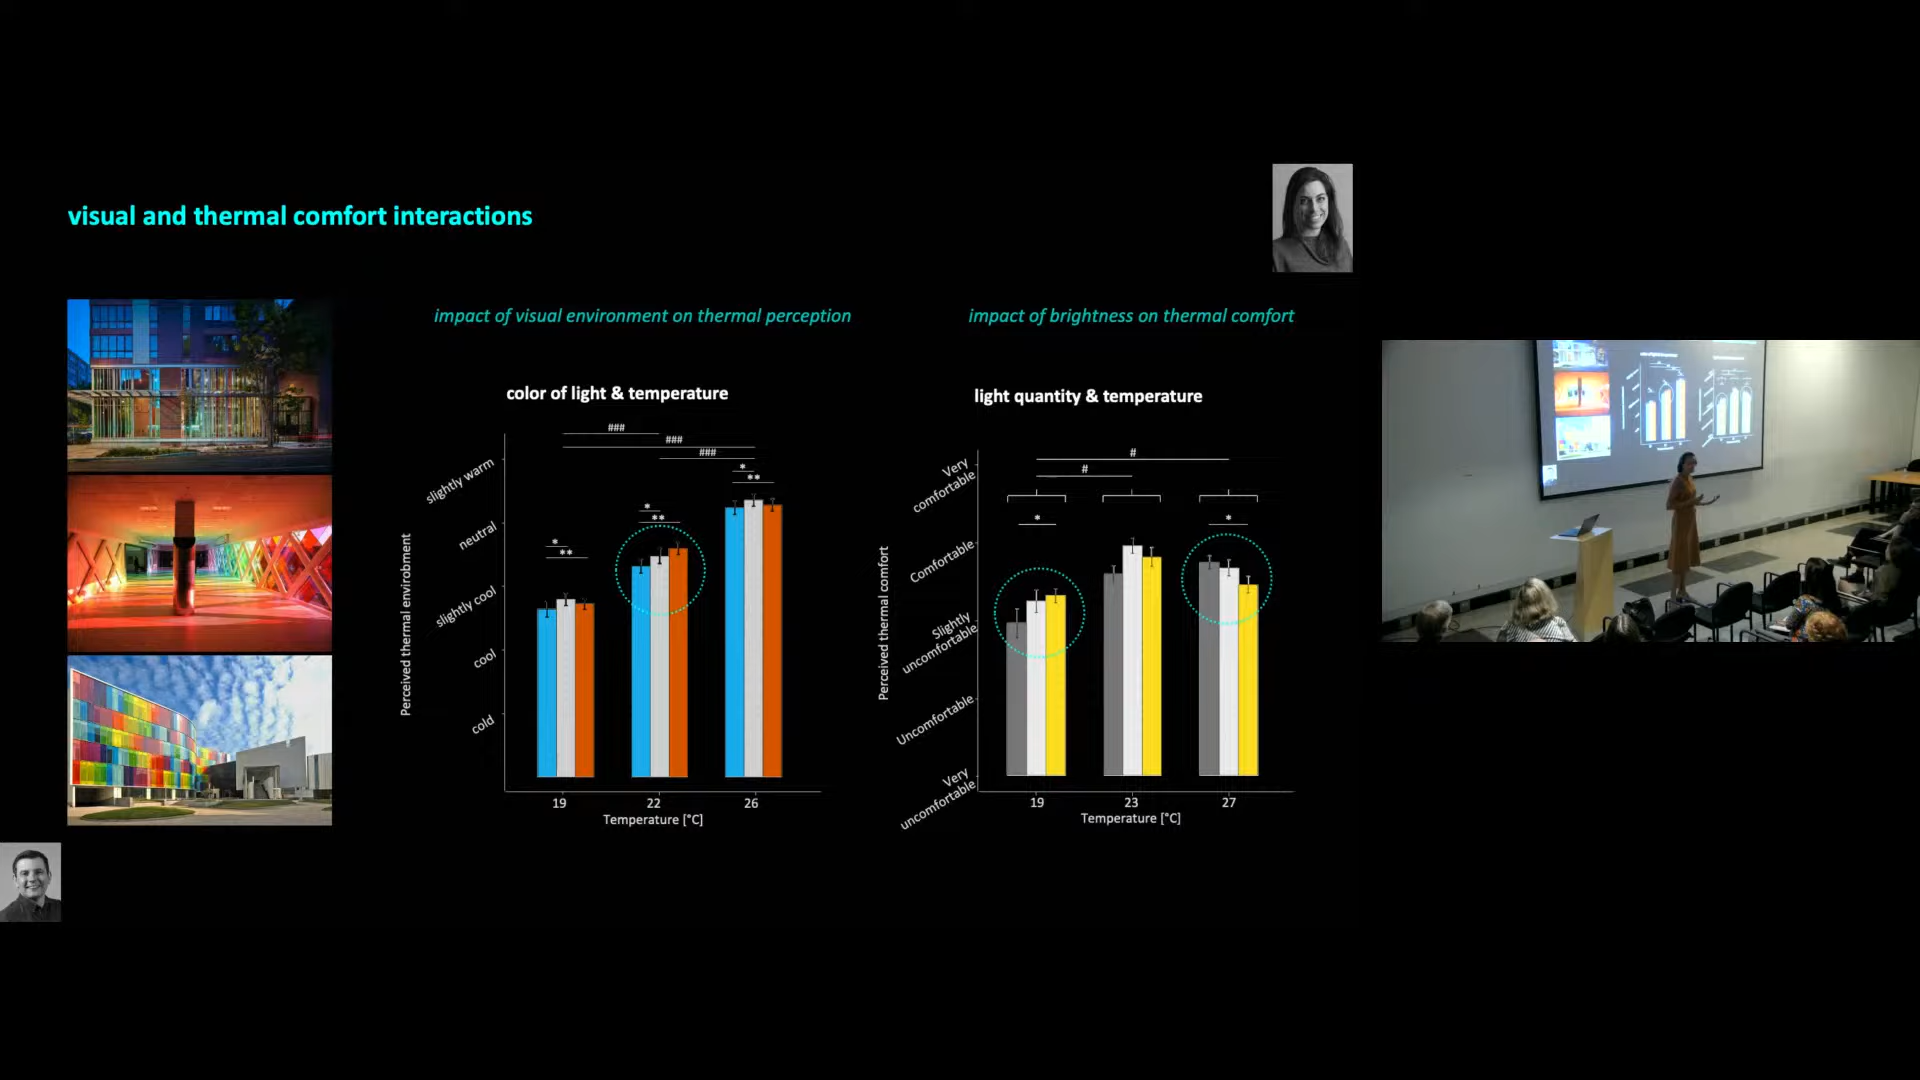 visual and thermal comfort interactions
impact of visual environment on thermal perception
color of light & temperature
###
###
###
*
**
*
**
*
**
Perceived thermal envirobment
slightly warm
neutral
slightly cool
cool
cold
19
22
26
Temperature [°C]
impact of brightness on thermal comfort
light quantity & temperature
#
#
*
*
Perceived thermal comfort
Very
comfortable
Comfortable
Slightly
uncomfortable
Uncomfortable
Very
uncomfortable
19
23
27
Temperature [°C]